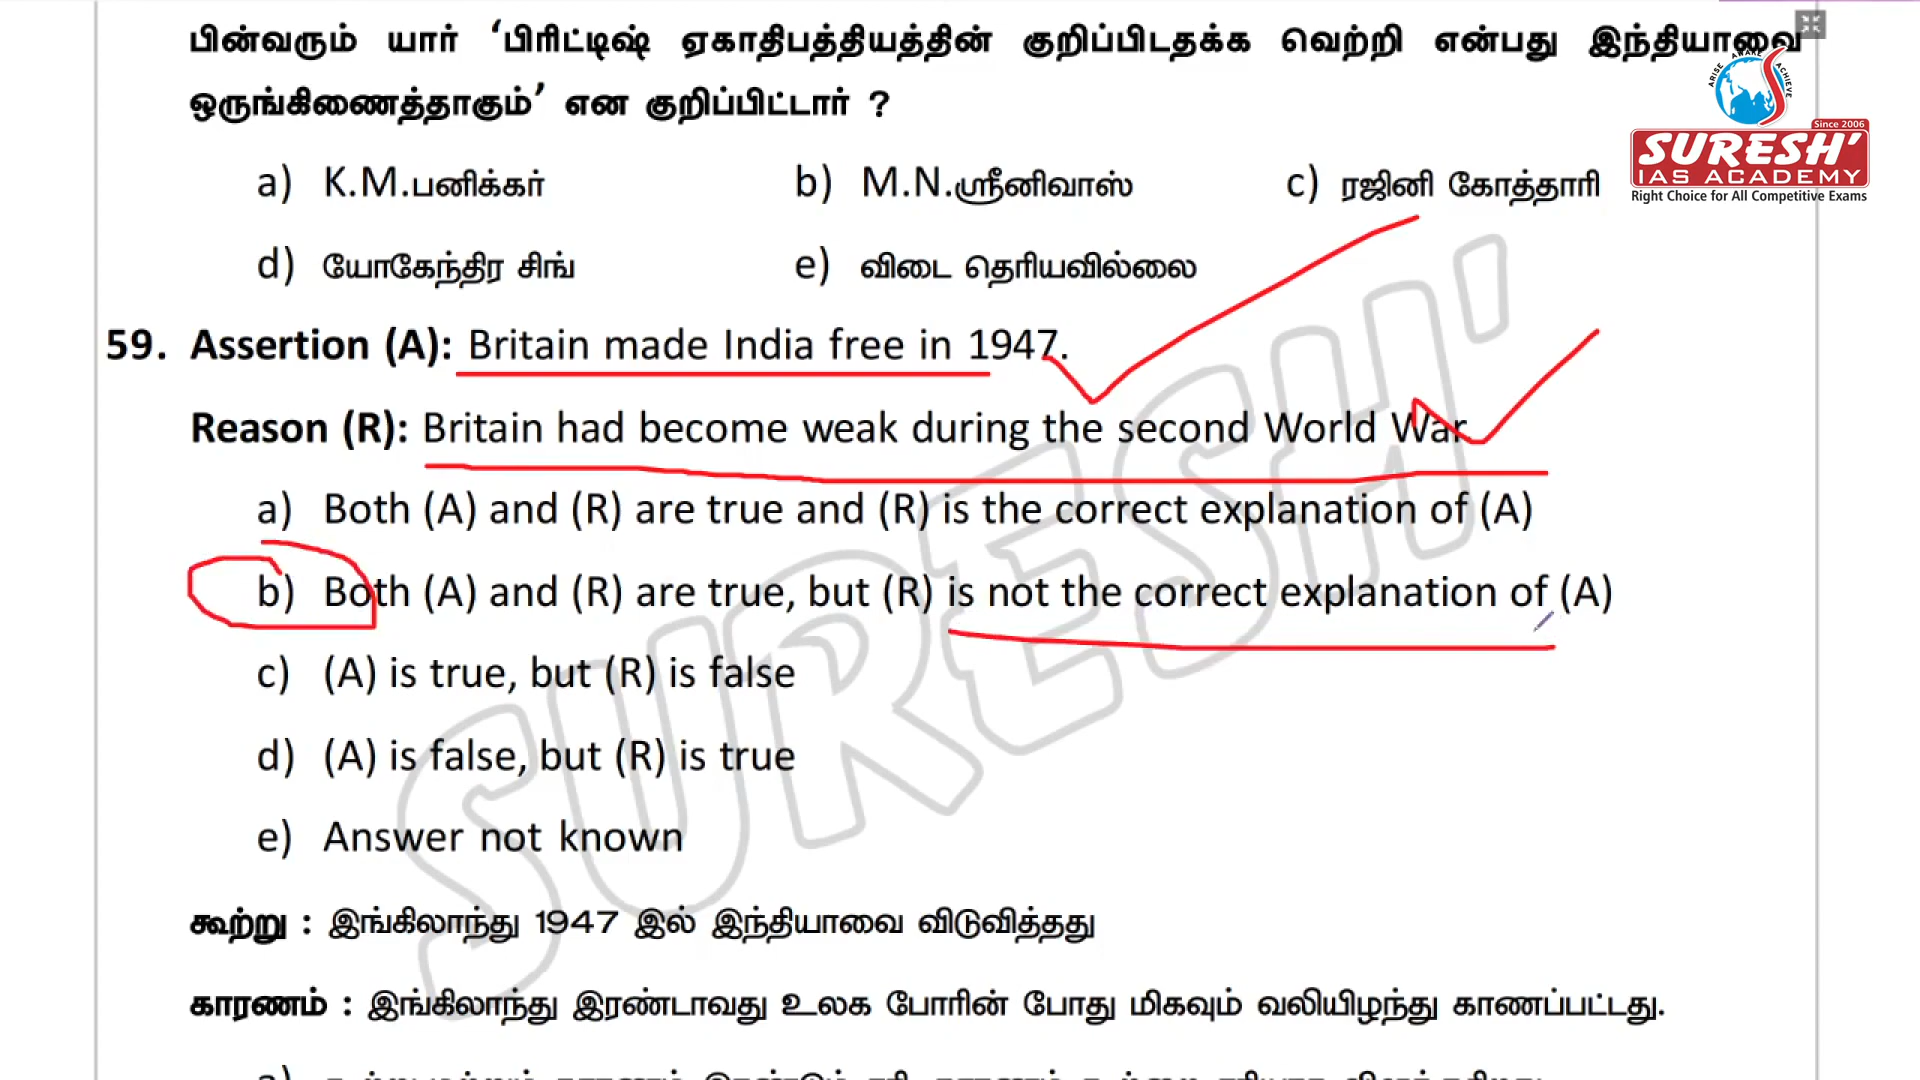 பின்வரும் யார் ‘பிரிட்டிஷ் ஏகாதிபத்தியத்தின் குறிப்பிடதக்க வெற்றி என்பது இந்தியாவை
ஒருங்கிணைத்தாகும்’ என குறிப்பிட்டார் ?
ARISE AWAKE ACHIEVE
Since 2006
SURESH'
IAS ACADEMY
Right Choice for All Competitive Exams
a) K.M.பனிக்கர் b) M.N.ஸ்ரீனிவாஸ் c) ரஜினி கோத்தாரி
d) யோகேந்திர சிங் e) விடை தெரியவில்லை
59. Assertion (A): Britain made India free in 1947.
Reason (R): Britain had become weak during the second World War
a) Both (A) and (R) are true and (R) is the correct explanation of (A)
b) Both (A) and (R) are true, but (R) is not the correct explanation of (A)
c) (A) is true, but (R) is false
d) (A) is false, but (R) is true
e) Answer not known
SURESH'
கூற்று : இங்கிலாந்து 1947 இல் இந்தியாவை விடுவித்தது
காரணம் : இங்கிலாந்து இரண்டாவது உலக போரின் போது மிகவும் வலியிழந்து காணப்பட்டது.